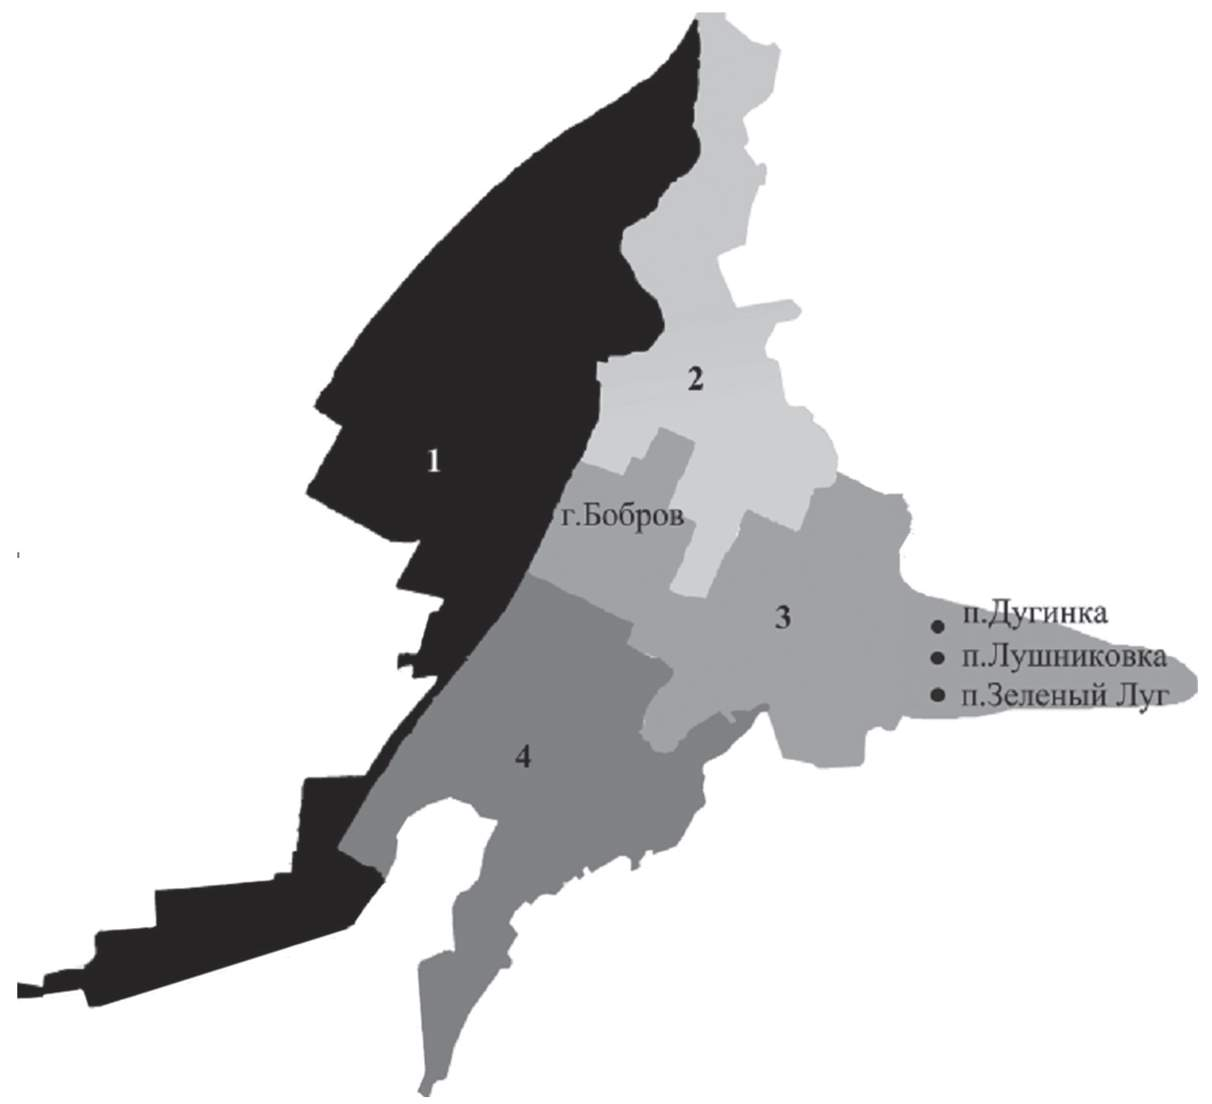 2
1
г.Бобров
3
п.Дугинка
п.Лушниковка
п.Зеленый Луг
4